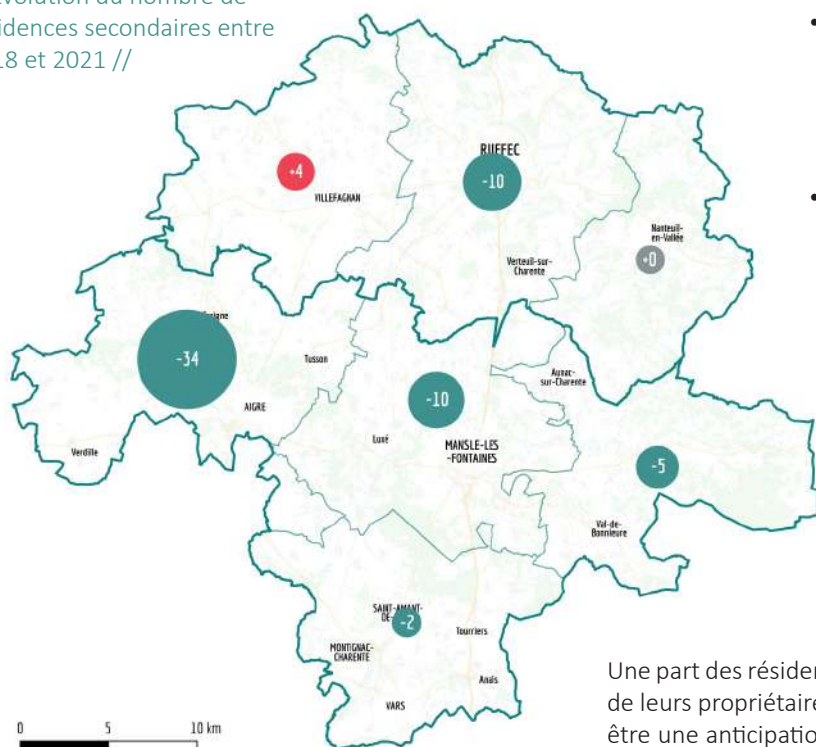 volution du nombre de
idences secondaires entre
18 et 2021 //
•
•
RUFFEC
+4
-10
VILLEFAGNAN
Nanteuil-
en-Vallée
+0
Verteuil-sur-
Charente
-34
Tusson
Aunac-
sur-Charente
-10
AIGRE
Luxé
MANSLE-LES
-FONTAINES
Verdille
-5
Val-de-
Bonnieure
SAINT-AMANT-
DE-
-2
Tourriers
MONTIGNAC-
CHARENTE
Anais
VARS
Une part des résiden
de leurs propriétaire
être une anticipatio
0 5 10 km